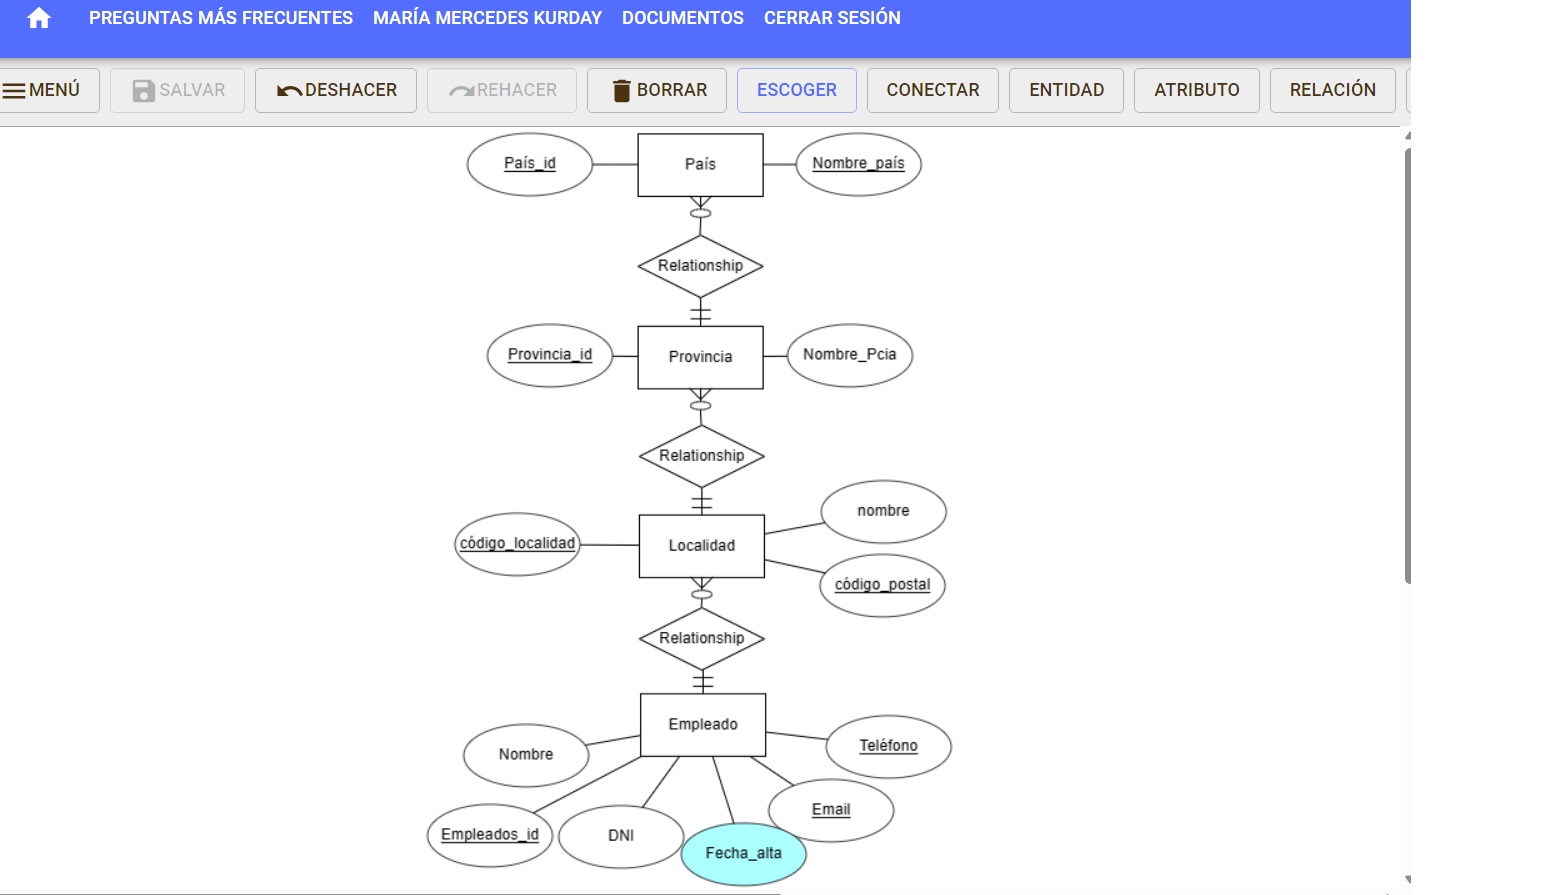 PREGUNTAS MÁS FRECUENTES MARÍA MERCEDES KURDAY DOCUMENTOS CERRAR SESIÓN
MENÚ SALVAR DESHACER REHACER BORRAR ESCOGER CONECTAR ENTIDAD ATRIBUTO RELACIÓN
País_id País Nombre_país
Relationship
Provincia_id Provincia Nombre_Pcia
Relationship
nombre
código_localidad Localidad
código_postal
Relationship
Empleado
Teléfono
Nombre
Email
Empleados_id DNI
Fecha_alta